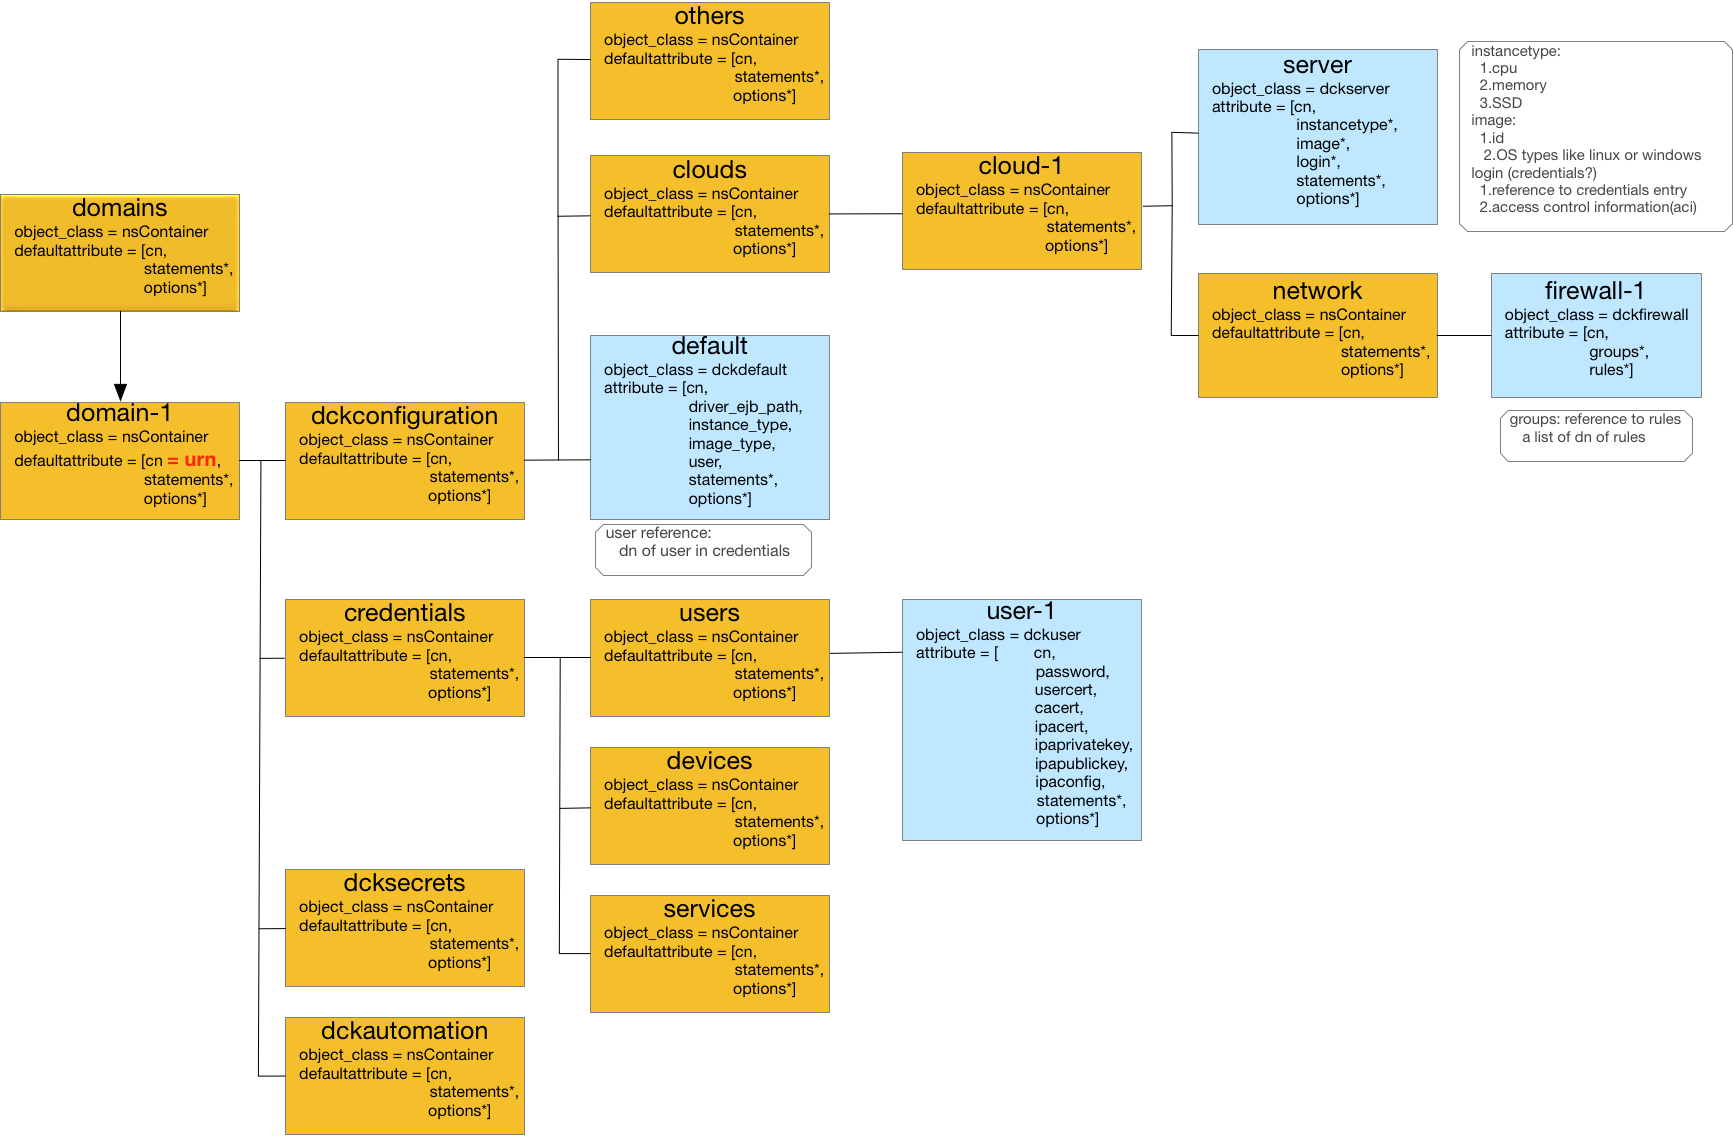 domains
object_class = nsContainer
defaultattribute = [cn,
statements*,
options*]
domain-1
object_class = nsContainer
defaultattribute = [cn = urn,
statements*,
options*]
dckconfiguration
object_class = nsContainer
defaultattribute = [cn,
statements*,
options*]
others
object_class = nsContainer
defaultattribute = [cn,
statements*,
options*]
clouds
object_class = nsContainer
defaultattribute = [cn,
statements*,
options*]
default
object_class = dckdefault
attribute = [cn,
driver_ejb_path,
instance_type,
image_type,
user,
statements*,
options*]
user reference:
dn of user in credentials
cloud-1
object_class = nsContainer
defaultattribute = [cn,
statements*,
options*]
server
object_class = dckserver
attribute = [cn,
instancetype*,
image*,
login*,
statements*,
options*]
instancetype:
1.cpu
2.memory
3.SSD
image:
1.id
2.OS types like linux or windows
login (credentials?)
1.reference to credentials entry
2.access control information(aci)
network
object_class = nsContainer
defaultattribute = [cn,
statements*,
options*]
firewall-1
object_class = dckfirewall
attribute = [cn,
groups*,
rules*]
groups: reference to rules
a list of dn of rules
credentials
object_class = nsContainer
defaultattribute = [cn,
statements*,
options*]
users
object_class = nsContainer
defaultattribute = [cn,
statements*,
options*]
user-1
object_class = dckuser
attribute = [ cn,
password,
usercert,
cacert,
ipacert,
ipaprivatekey,
ipapublickey,
ipaconfig,
statements*,
options*]
devices
object_class = nsContainer
defaultattribute = [cn,
statements*,
options*]
services
object_class = nsContainer
defaultattribute = [cn,
statements*,
options*]
dcksecrets
object_class = nsContainer
defaultattribute = [cn,
statements*,
options*]
dckautomation
object_class = nsContainer
defaultattribute = [cn,
statements*,
options*]